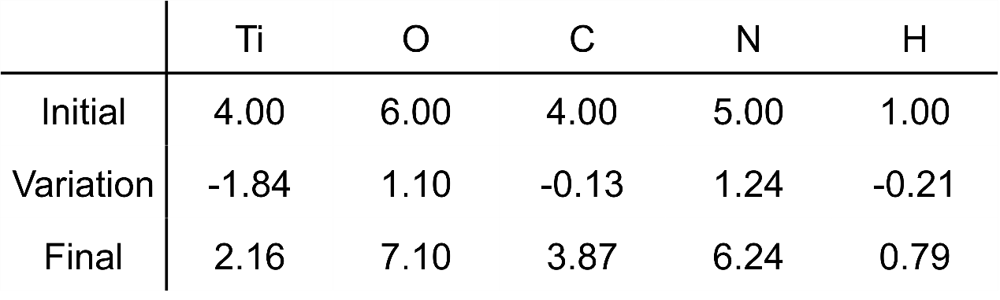 Ti O C N H
Initial 4.00 6.00 4.00 5.00 1.00
Variation -1.84 1.10 -0.13 1.24 -0.21
Final 2.16 7.10 3.87 6.24 0.79